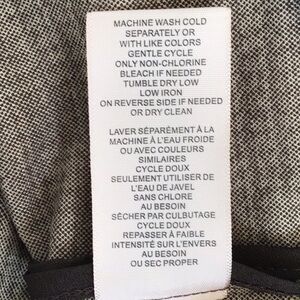 MACHINE WASH COLD
SEPARATELY OR
WITH LIKE COLORS
GENTLE CYCLE
ONLY NON-CHLORINE
BLEACH IF NEEDED
TUMBLE DRY LOW
LOW IRON
ON REVERSE SIDE IF NEEDED
OR DRY CLEAN
LAVER SÉPARÉMENT À LA
MACHINE À L'EAU FROIDE
OU AVEC COULEURS
SIMILAIRES
CYCLE DOUX
SEULEMENT UTILISER DE
L'EAU DE JAVEL
SANS CHLORE
AU BESOIN
SÉCHER PAR CULBUTAGE
CYCLE DOUX
REPASSER À FAIBLE
INTENSITÉ SUR L'ENVERS
AU BESOIN
OU SEC PROPER